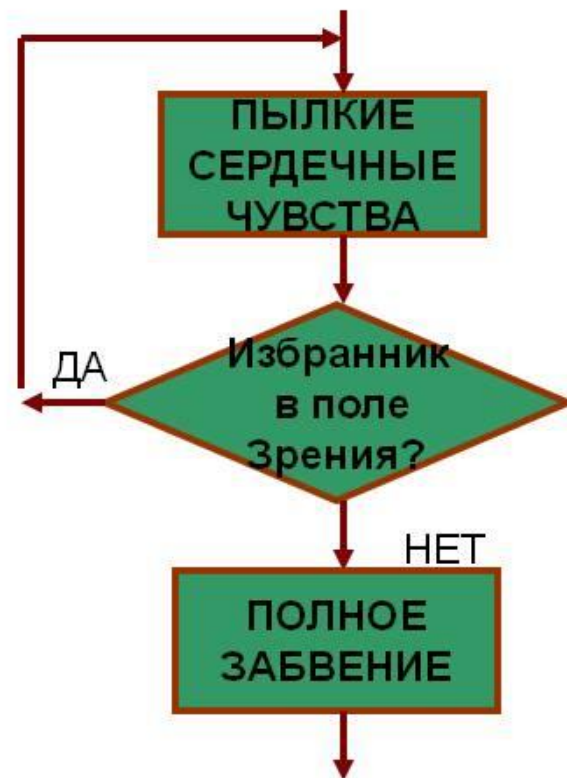 ПЫЛКИЕ
СЕРДЕЧНЫЕ
ЧУВСТВА
Избранник
в поле
Зрения?
ДА
НЕТ
ПОЛНОЕ
ЗАБВЕНИЕ